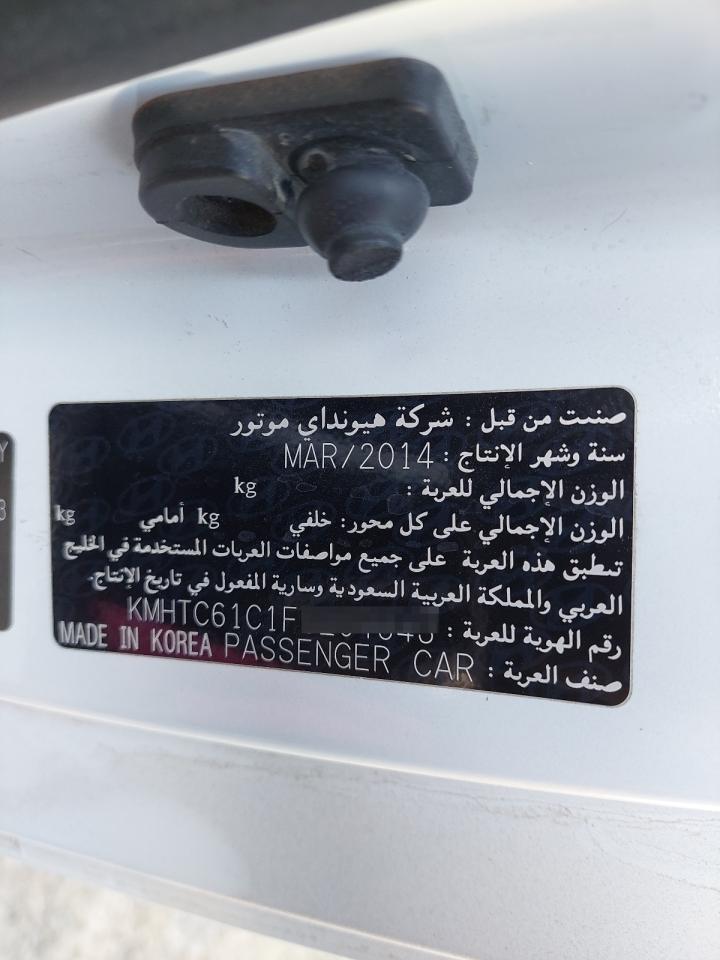 صنعت من قبل : شركة هيونداي موتور
سنة وشهر الإنتاج : MAR/2014
الوزن الإجمالي للعربة : kg
الوزن الإجمالي على كل محور: خلفي kg أمامي kg
تنطبق هذه العربة على جميع مواصفات العربات المستخدمة في الخليج
العربي والمملكة العربية السعودية وسارية المفعول في تاريخ الإنتاج.
رقم الهوية للعربة : KMHTC61C1F
صنف العربة : PASSENGER CAR MADE IN KOREA